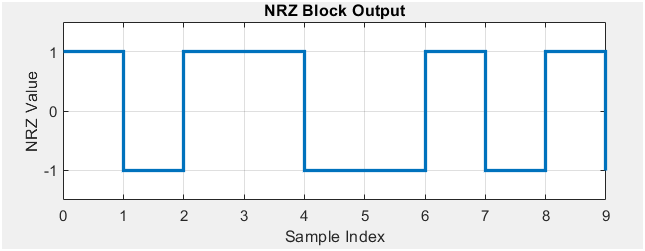 NRZ Block Output
NRZ Value
1
0
-1
0 1 2 3 4 5 6 7 8 9
Sample Index